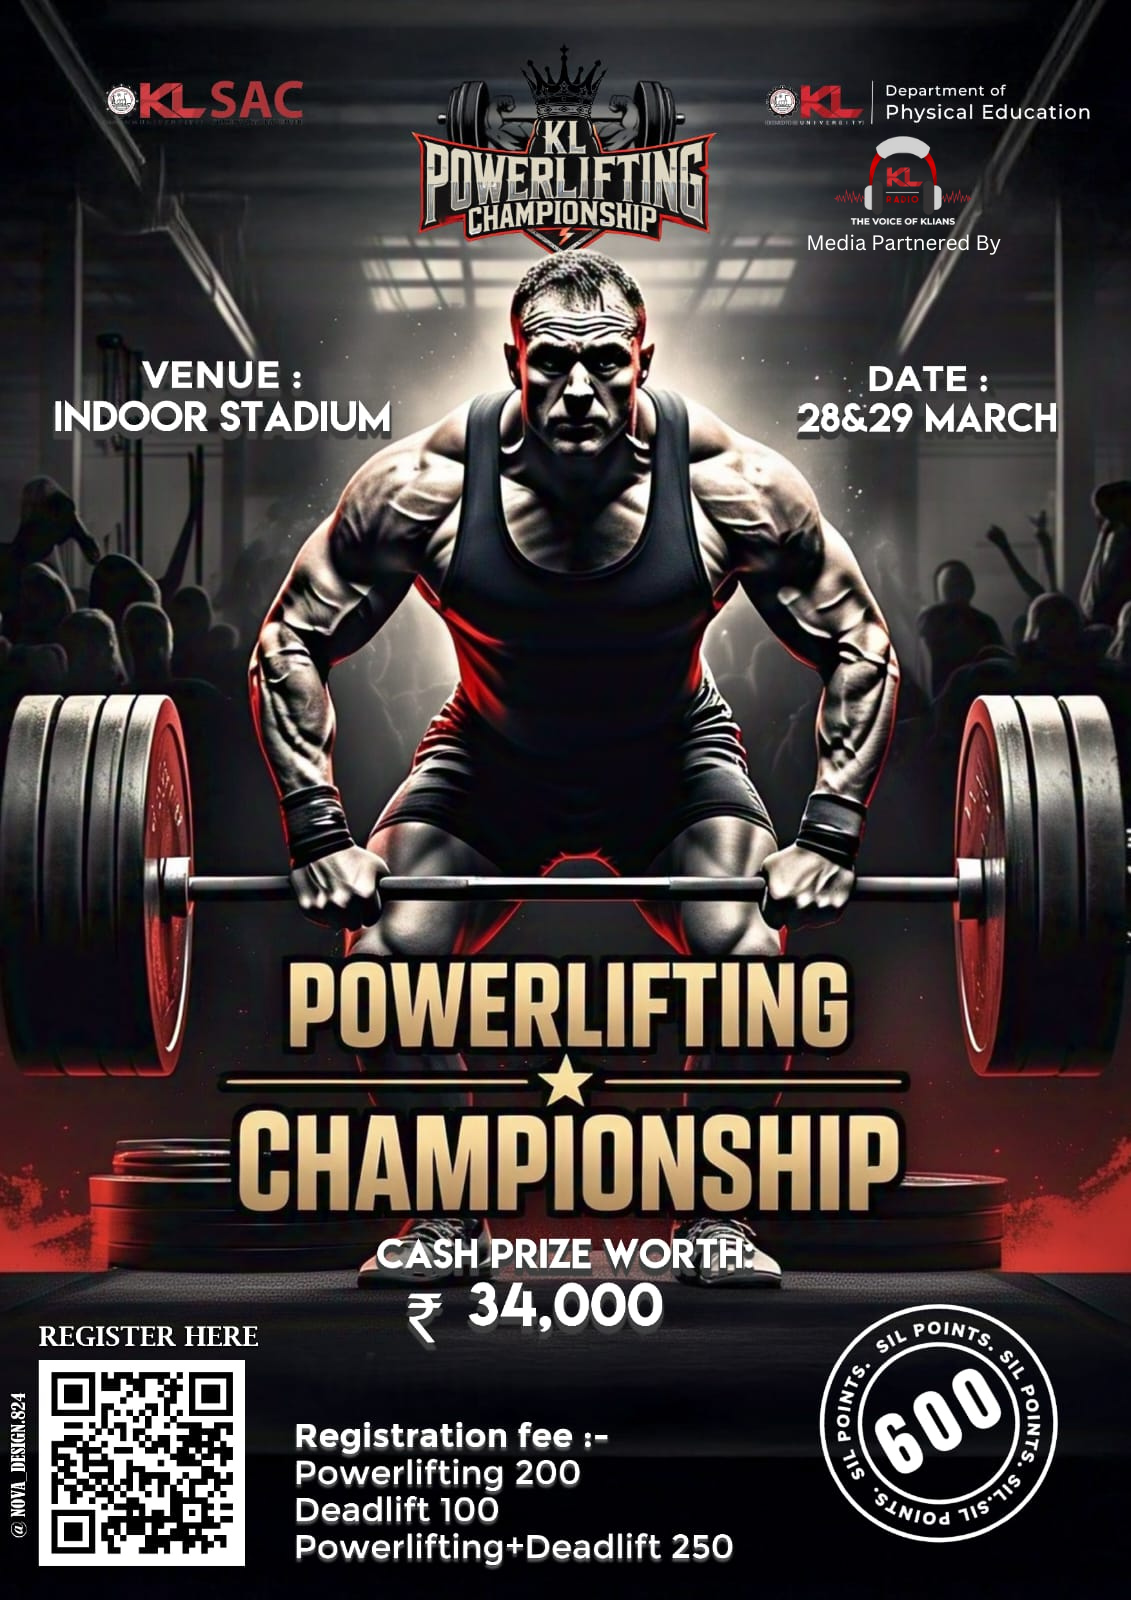 KL SAC
KL
POWERLIFTING
CHAMPIONSHIP
KL
UNIVERSITY
Department of
Physical Education
KL
RADIO
THE VOICE OF KLIANS
Media Partnered By
VENUE :
INDOOR STADIUM
DATE :
28&29 MARCH
POWERLIFTING
CHAMPIONSHIP
CASH PRIZE WORTH:
₹ 34,000
REGISTER HERE
@ NOVA_DESIGN.824
Registration fee :-
Powerlifting 200
Deadlift 100
Powerlifting+Deadlift 250
SIL POINTS. SIL POINTS. SIL.SIL POINTS. SIL POINTS.
600